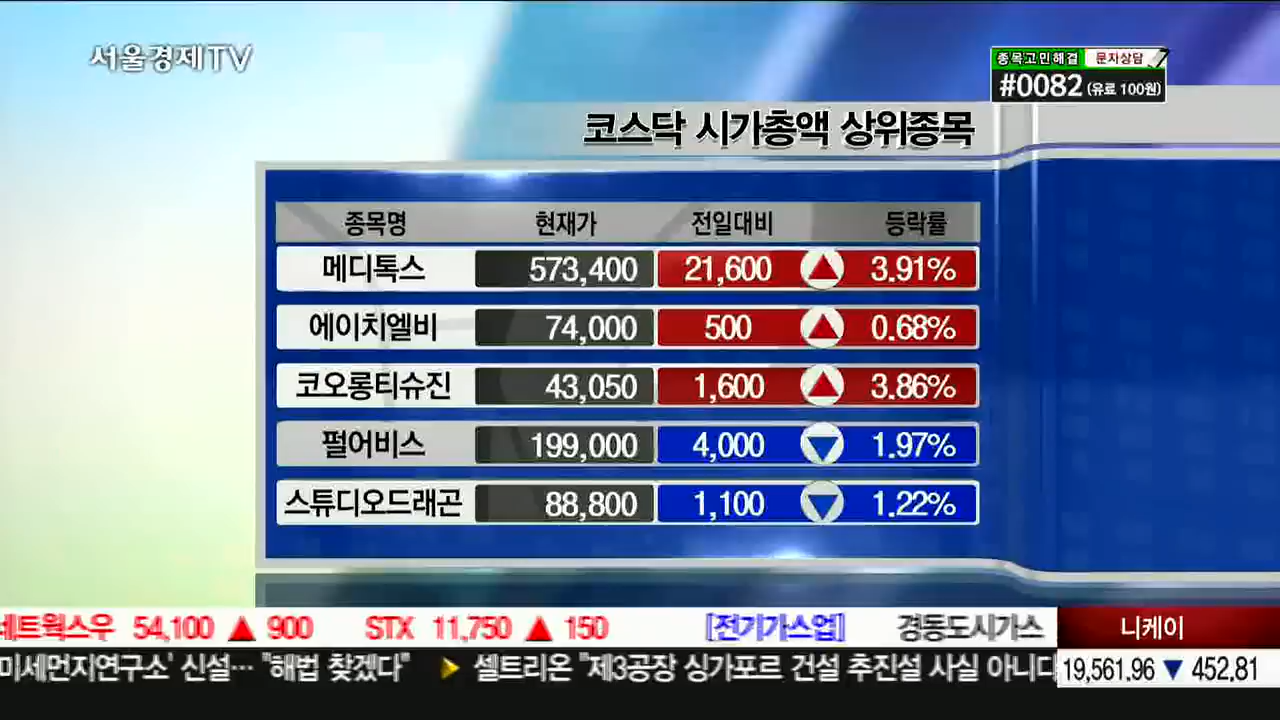 서울경제TV
종목고민해결 문자상담
#0082 (유료 100원)
코스닥 시가총액 상위종목
종목명 현재가 전일대비 등락률
메디톡스 573,400 21,600 ▲ 3.91%
에이치엘비 74,000 500 ▲ 0.68%
코오롱티슈진 43,050 1,600 ▲ 3.86%
펄어비스 199,000 4,000 ▼ 1.97%
스튜디오드래곤 88,800 1,100 ▼ 1.22%
네트웍스우 54,100 ▲ 900 STX 11,750 ▲ 150 [전기가스업] 경동도시가스
니케이
미세먼지연구소' 신설… "해법 찾겠다" ▶ 셀트리온 "제3공장 싱가포르 건설 추진설 사실 아니다
19,561.96 ▼ 452.81